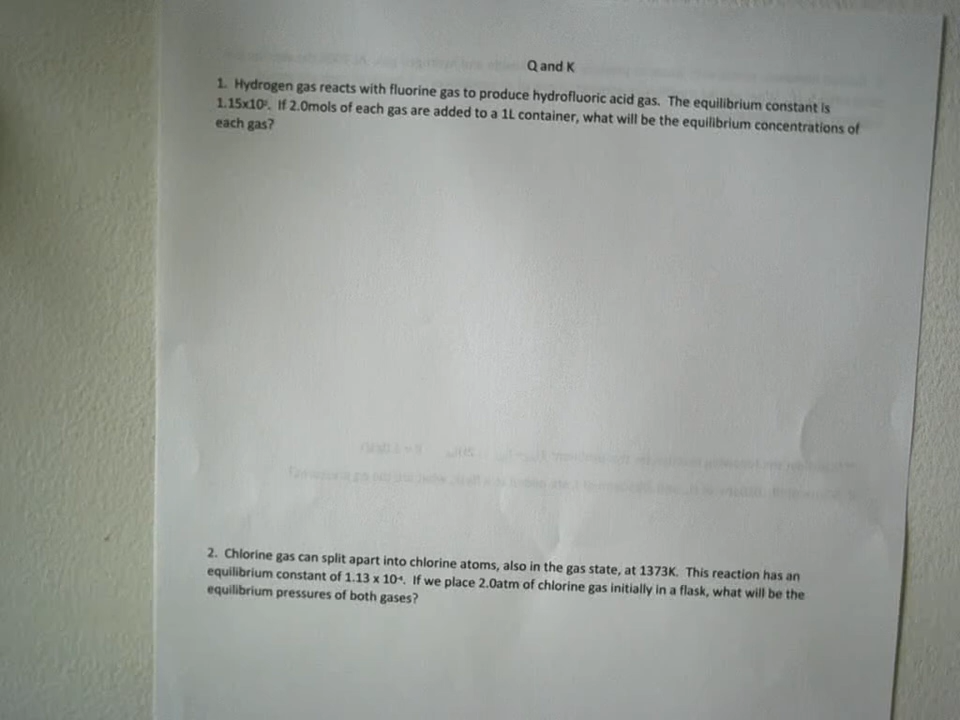 Q and K
1. Hydrogen gas reacts with fluorine gas to produce hydrofluoric acid gas. The equilibrium constant is
1.15x10². If 2.0mols of each gas are added to a 1L container, what will be the equilibrium concentrations of
each gas?
2. Chlorine gas can split apart into chlorine atoms, also in the gas state, at 1373K. This reaction has an
equilibrium constant of 1.13 x 10⁻⁴. If we place 2.0atm of chlorine gas initially in a flask, what will be the
equilibrium pressures of both gases?